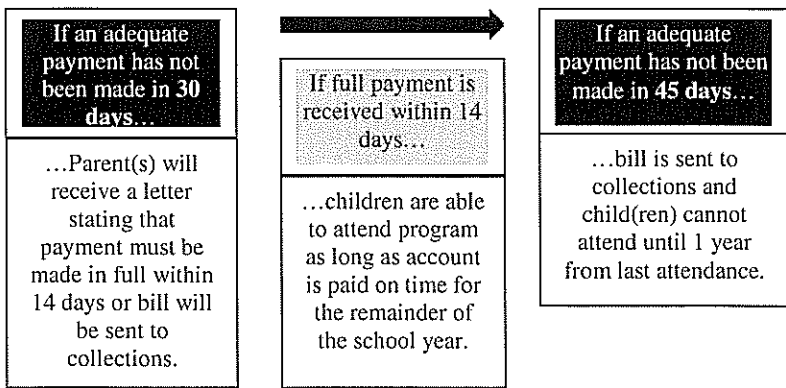 If an adequate
payment has not
been made in 30
days…
…Parent(s) will
receive a letter
stating that
payment must be
made in full within
14 days or bill will
be sent to
collections.
If full payment is
received within 14
days…
…children are able
to attend program
as long as account
is paid on time for
the remainder of
the school year.
If an adequate
payment has not been
made in 45 days…
…bill is sent to
collections and
child(ren) cannot
attend until 1 year
from last attendance.